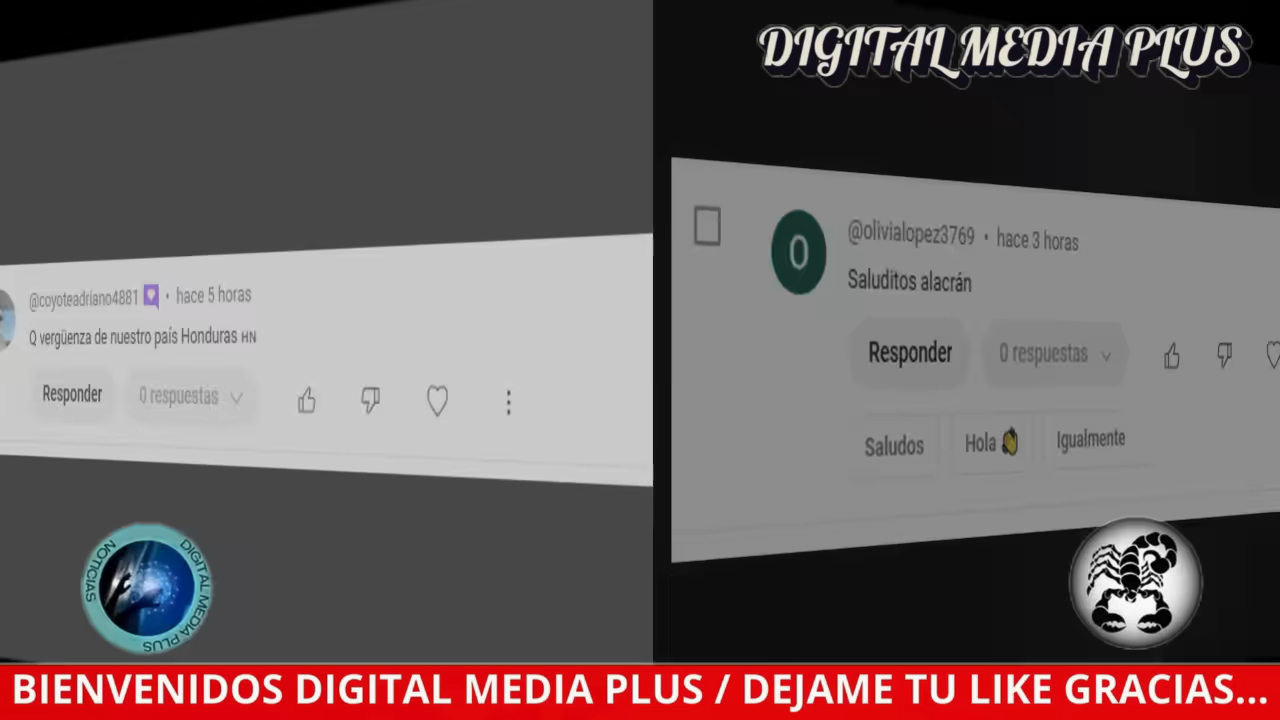 DIGITAL MEDIA PLUS
@coyoteadriano4881 • hace 5 horas
Q vergüenza de nuestro país Honduras HN
Responder
0 respuestas
@olivialopez3769 • hace 3 horas
O
Saluditos alacrán
Responder
0 respuestas
Saludos
Hola 👏
Igualmente
DIGITAL MEDIA PLUS
NOTICIAS
BIENVENIDOS DIGITAL MEDIA PLUS / DEJAME TU LIKE GRACIAS...